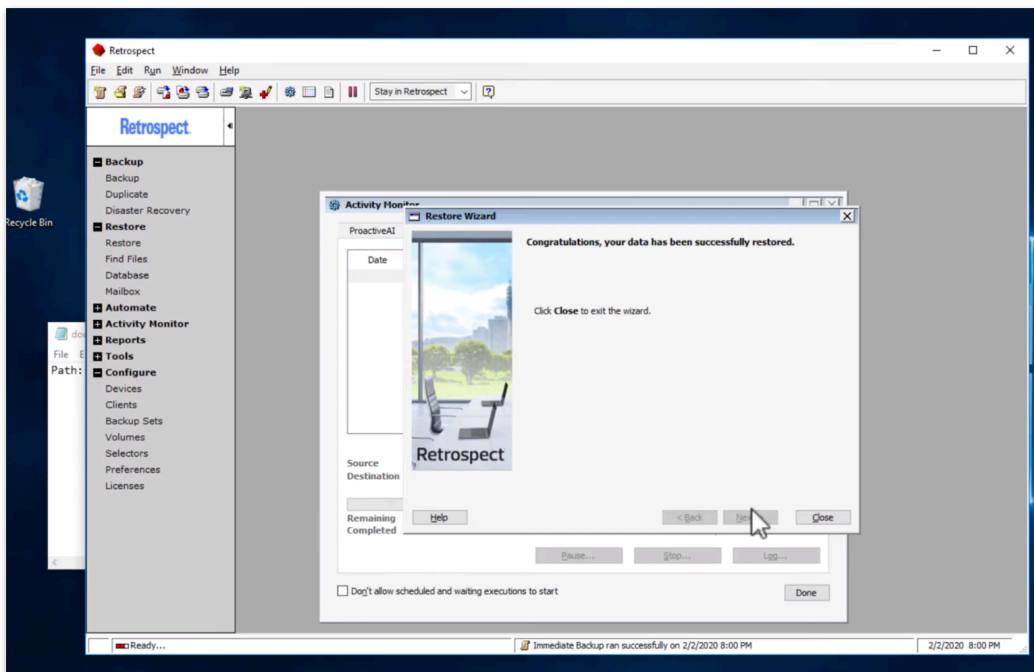 Retrospect
File Edit Run Window Help
Stay in Retrospect
Retrospect
Backup
Backup
Duplicate
Disaster Recovery
Restore
Restore
Find Files
Database
Mailbox
Automate
Activity Monitor
Reports
Tools
Configure
Devices
Clients
Backup Sets
Volumes
Selectors
Preferences
Licenses
Recycle Bin
File
Path:
Activity Monitor
ProactiveAI
Date
Source
Destination
Remaining
Completed
Pause... Stop... Log...
Don't allow scheduled and waiting executions to start
Done
Restore Wizard
Congratulations, your data has been successfully restored.
Click Close to exit the wizard.
Retrospect
Help < Back Close
Ready... Immediate Backup ran successfully on 2/2/2020 8:00 PM 2/2/2020 8:00 PM